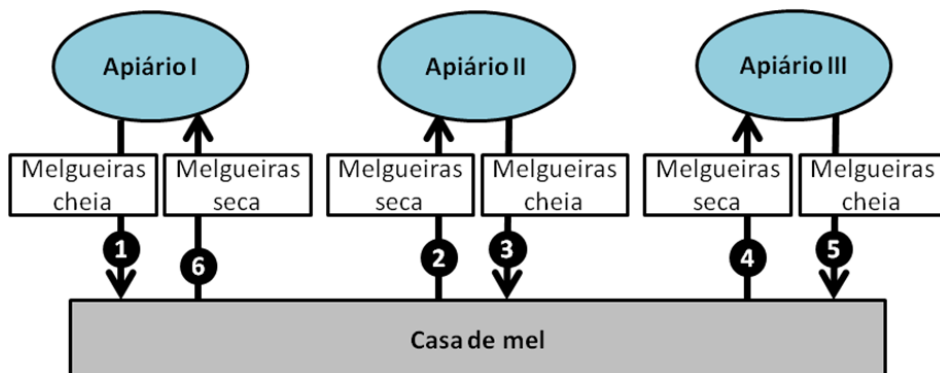 Apiário I
Apiário II
Apiário III
Melgueiras
cheia
Melgueiras
seca
Melgueiras
seca
Melgueiras
cheia
Melgueiras
seca
Melgueiras
cheia
1
6
2
3
4
5
Casa de mel